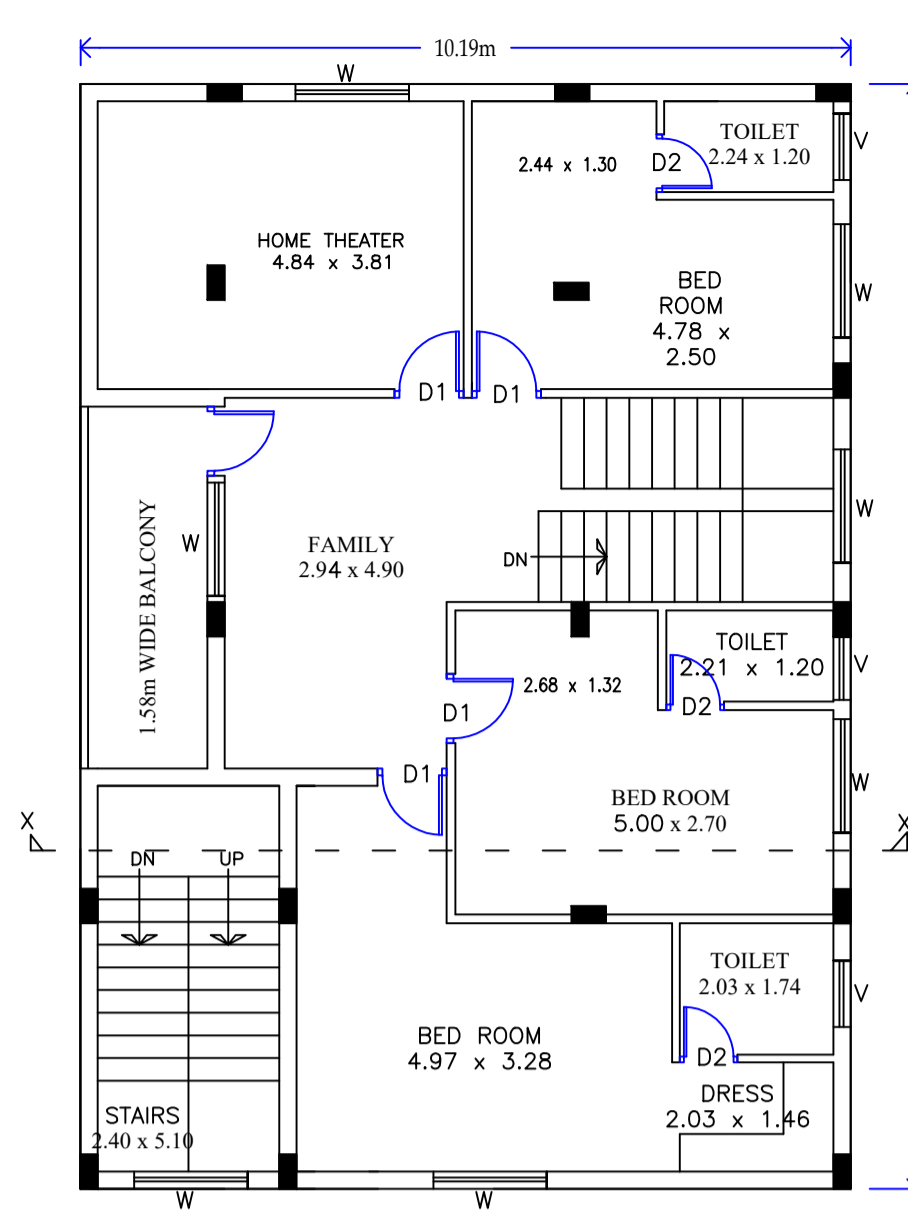 10.19m
W
TOILET
2.24 x 1.20
V
D2
2.44 x 1.30
HOME THEATER
4.84 x 3.81
BED
ROOM
4.78 x
2.50
W
D1
D1
W
1.58m WIDE BALCONY
W
FAMILY
2.94 x 4.90
DN
TOILET
2.21 x 1.20
V
2.68 x 1.32
D2
D1
D1
W
BED ROOM
5.00 x 2.70
X
X
DN
UP
TOILET
2.03 x 1.74
V
BED ROOM
4.97 x 3.28
D2
DRESS
2.03 x 1.46
STAIRS
2.40 x 5.10
W
W